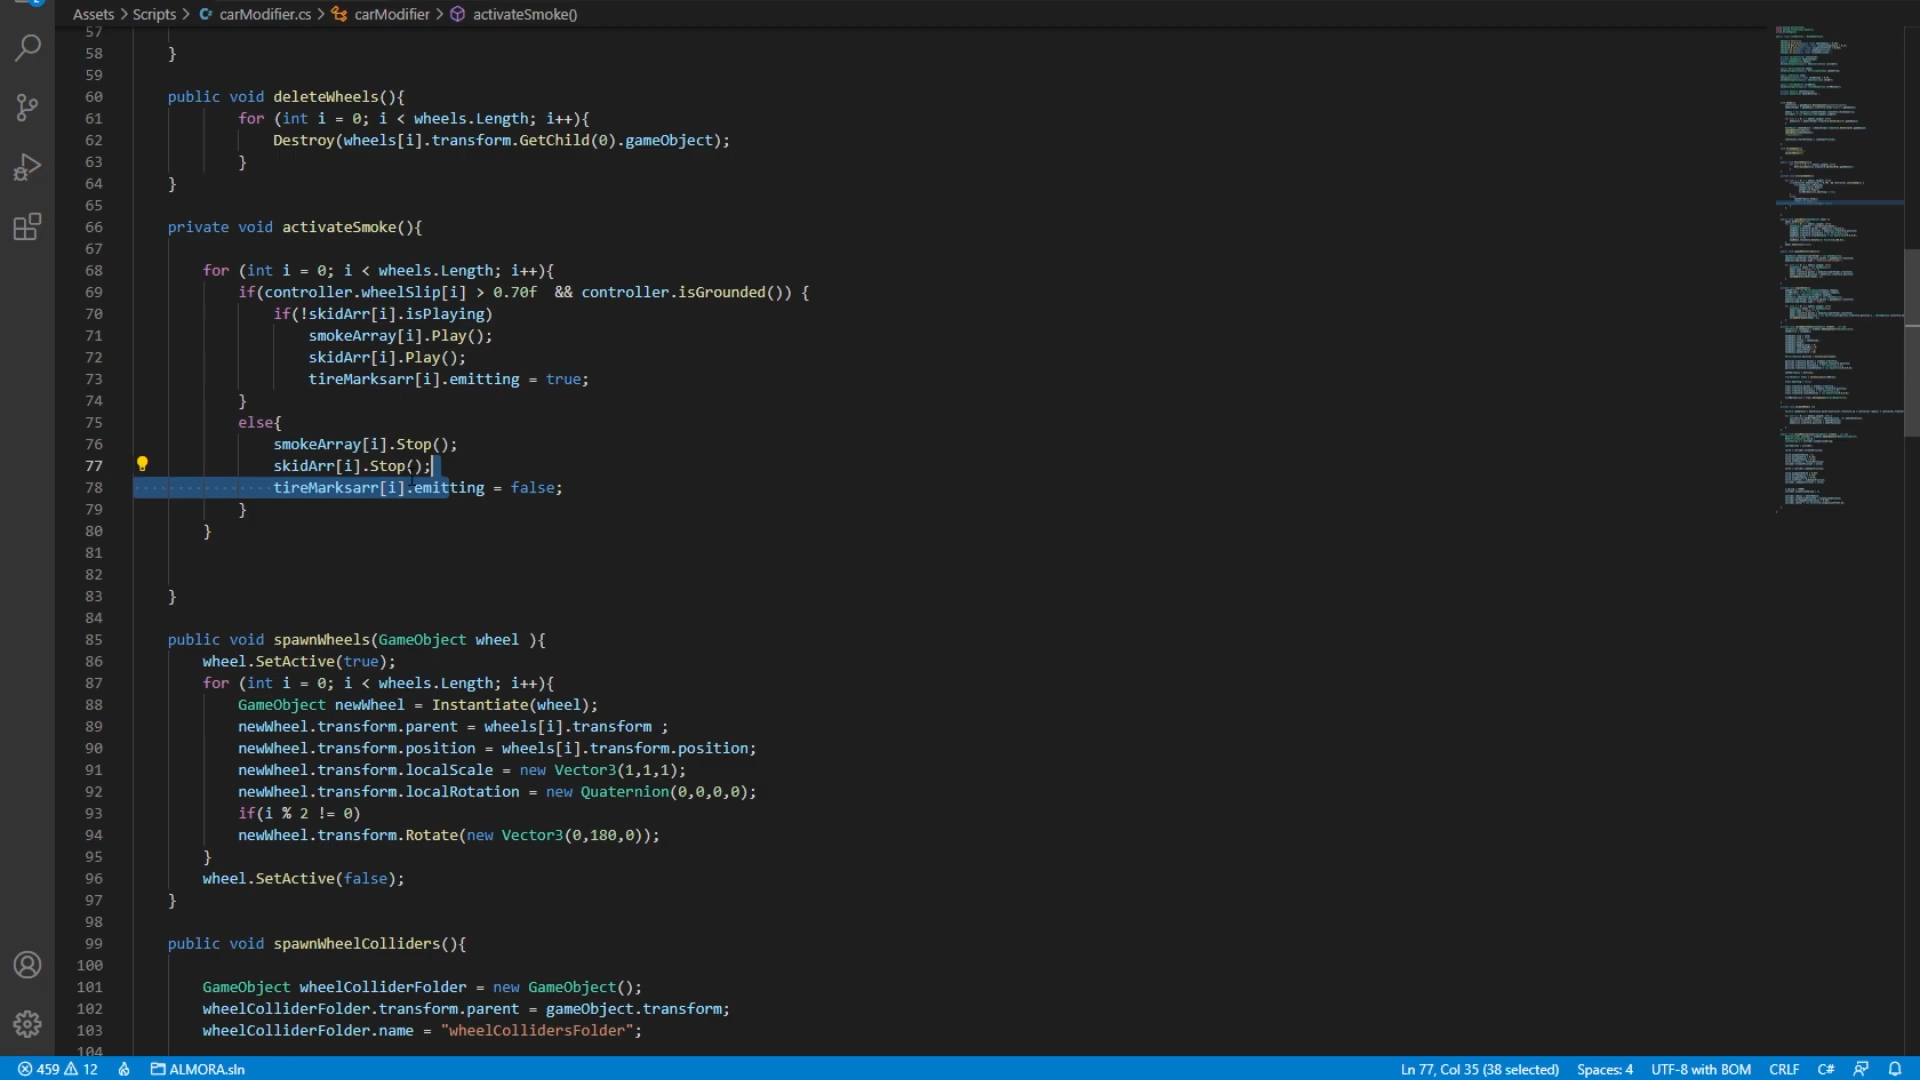 Assets > Scripts > carModifier.cs > carModifier > activateSmoke()
57
58 }
59
60 public void deleteWheels(){
61 for (int i = 0; i < wheels.Length; i++){
62 Destroy(wheels[i].transform.GetChild(0).gameObject);
63 }
64 }
65
66 private void activateSmoke(){
67
68 for (int i = 0; i < wheels.Length; i++){
69 if(controller.wheelSlip[i] > 0.70f  && controller.isGrounded()) {
70 if(!skidArr[i].isPlaying)
71 smokeArray[i].Play();
72 skidArr[i].Play();
73 tireMarksarr[i].emitting = true;
74 }
75 else{
76 smokeArray[i].Stop();
77 skidArr[i].Stop();
78 tireMarksarr[i].emitting = false;
79 }
80 }
81
82
83 }
84
85 public void spawnWheels(GameObject wheel ){
86 wheel.SetActive(true);
87 for (int i = 0; i < wheels.Length; i++){
88 GameObject newWheel = Instantiate(wheel);
89 newWheel.transform.parent = wheels[i].transform ;
90 newWheel.transform.position = wheels[i].transform.position;
91 newWheel.transform.localScale = new Vector3(1,1,1);
92 newWheel.transform.localRotation = new Quaternion(0,0,0,0);
93 if(i % 2 != 0)
94 newWheel.transform.Rotate(new Vector3(0,180,0));
95 }
96 wheel.SetActive(false);
97 }
98
99 public void spawnWheelColliders(){
100
101 GameObject wheelColliderFolder = new GameObject();
102 wheelColliderFolder.transform.parent = gameObject.transform;
103 wheelColliderFolder.name = "wheelCollidersFolder";
104
459 12 ALMORA.sln Ln 77, Col 35 (38 selected) Spaces: 4 UTF-8 with BOM CRLF C#